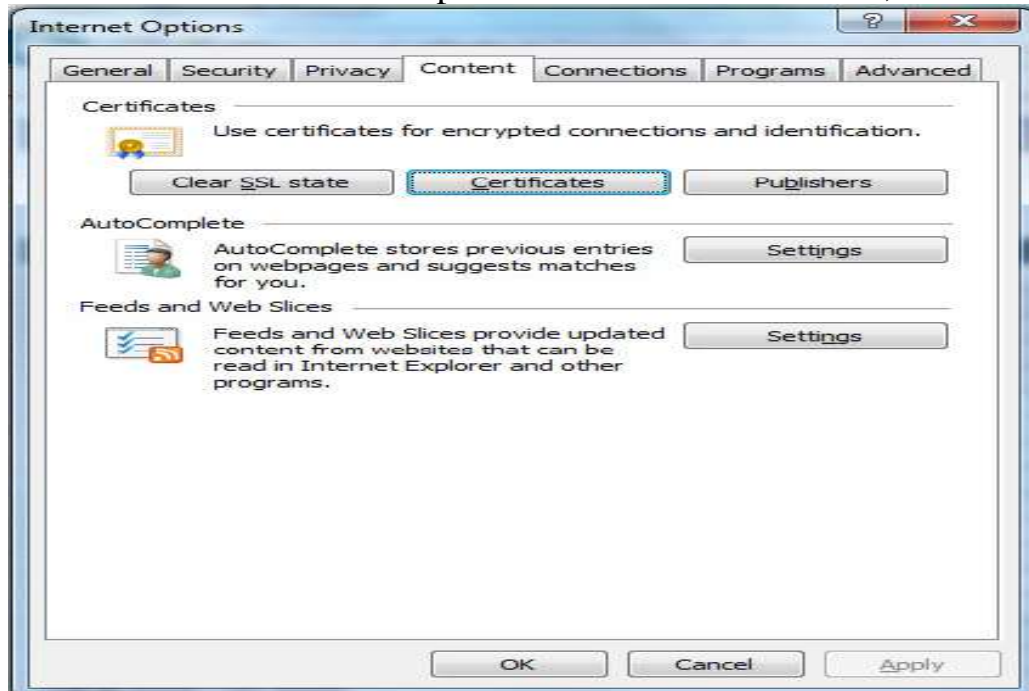 Internet Options
General Security Privacy Content Connections Programs Advanced
Certificates
Use certificates for encrypted connections and identification.
Clear SSL state Certificates Publishers
AutoComplete
AutoComplete stores previous entries
on webpages and suggests matches
for you.
Settings
Feeds and Web Slices
Feeds and Web Slices provide updated
content from websites that can be
read in Internet Explorer and other
programs.
Settings
OK Cancel Apply